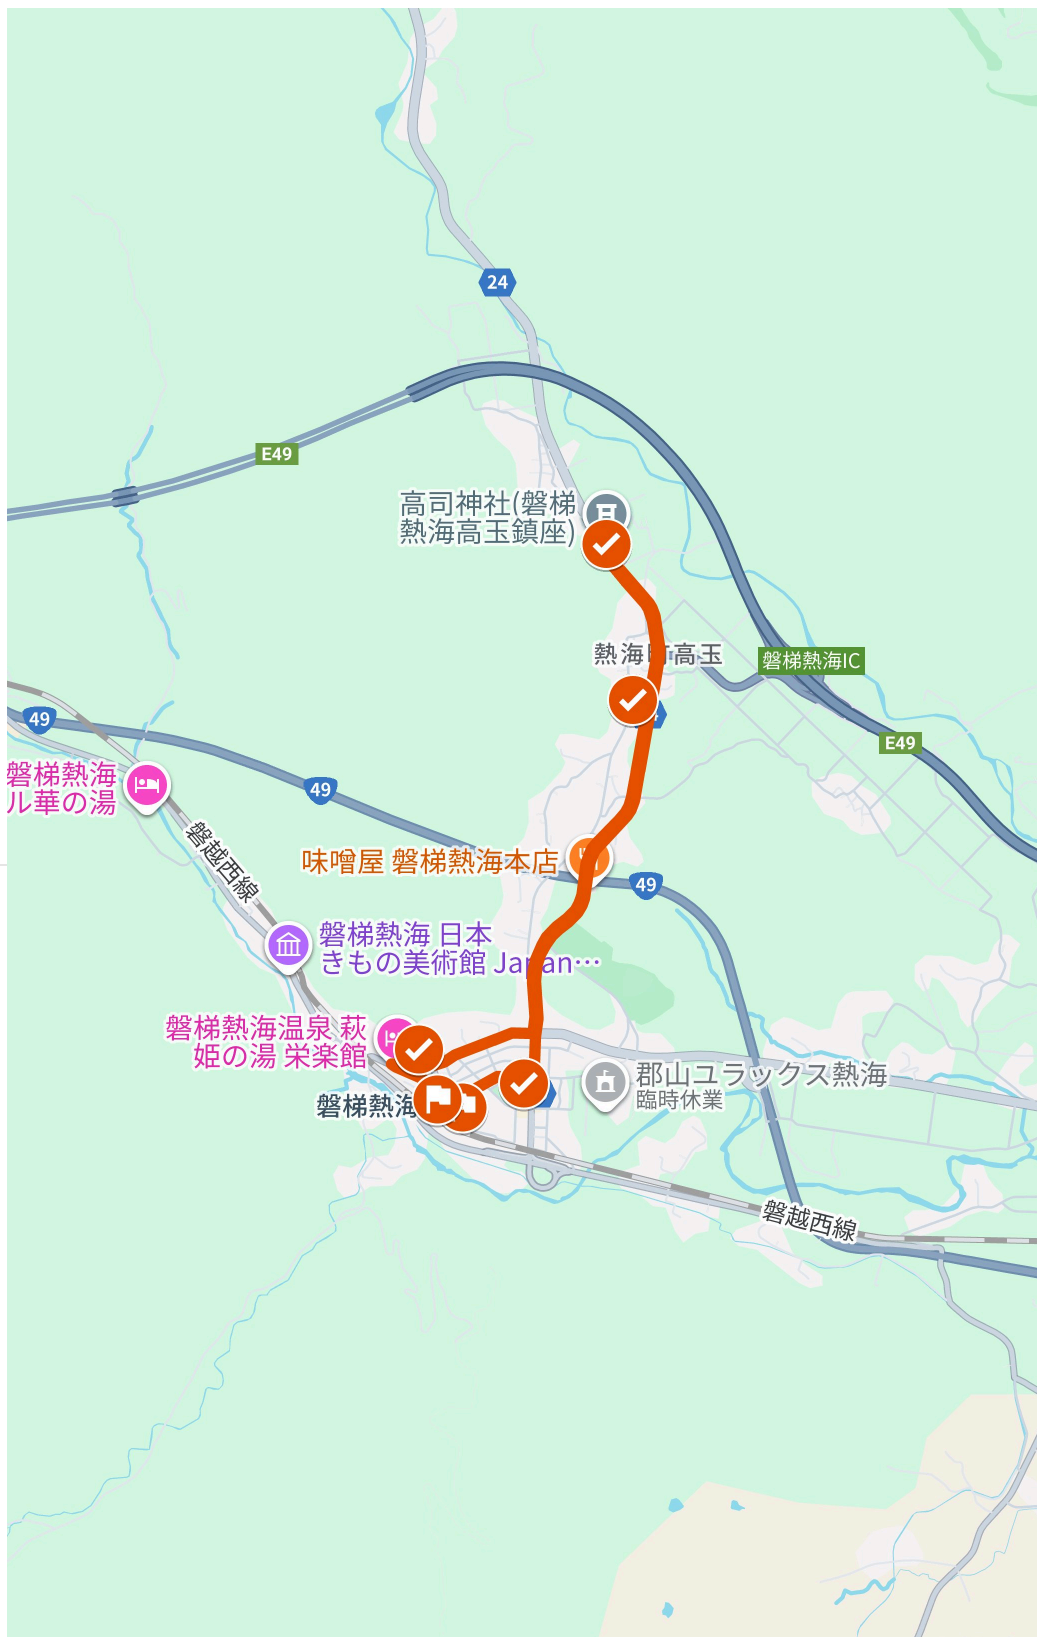 24
E49
高司神社(磐梯
熱海高玉鎮座)
熱海町高玉
磐梯熱海IC
49
E49
磐梯熱海
ル華の湯
49
磐越西線
味噌屋 磐梯熱海本店
49
磐梯熱海 日本
きもの美術館 Japan…
磐梯熱海温泉 萩
姫の湯 栄楽館
郡山ユラックス熱海
臨時休業
磐梯熱海
磐越西線